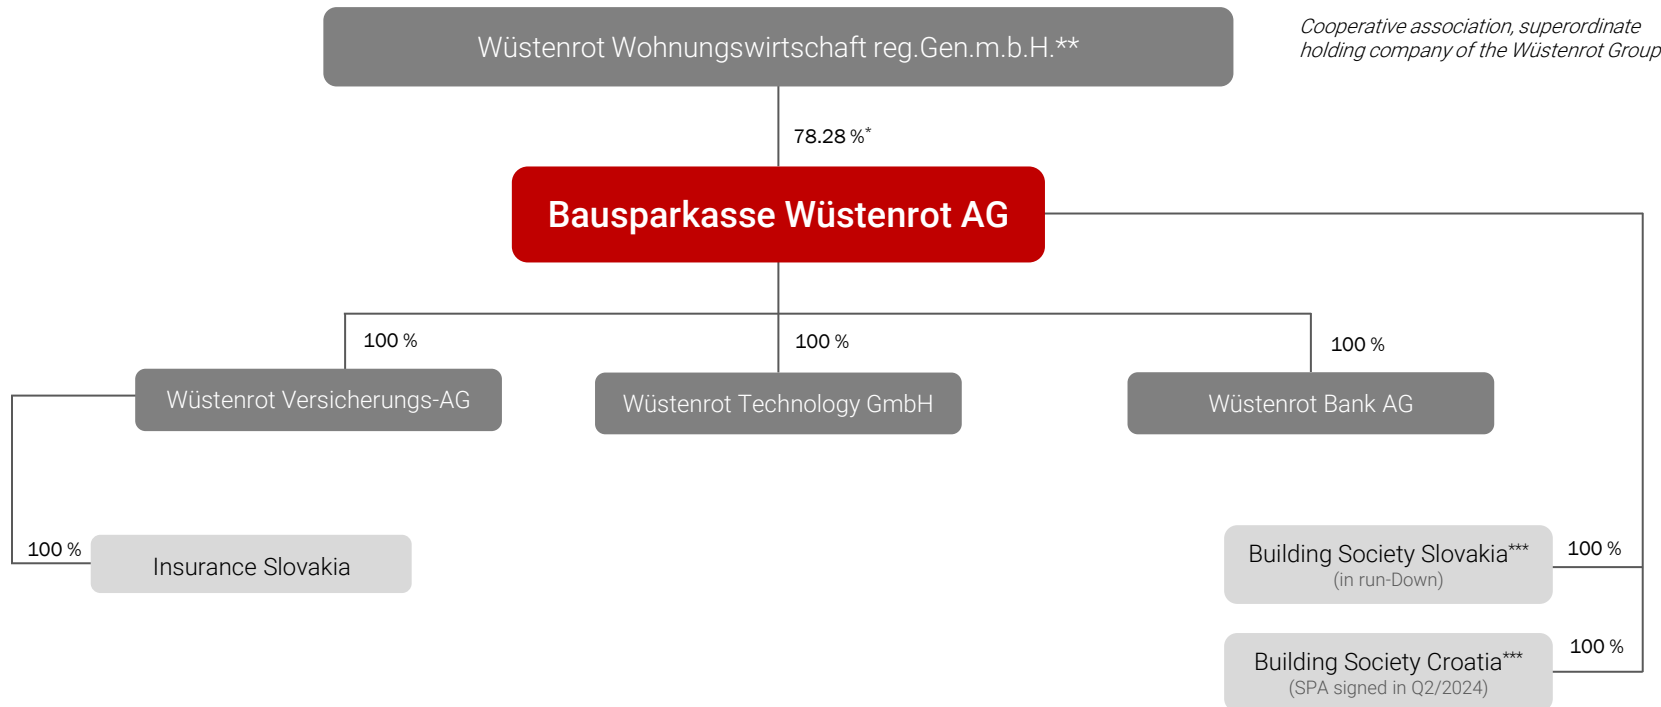 Wüstenrot Wohnungswirtschaft reg.Gen.m.b.H.**
Cooperative association, superordinate
holding company of the Wüstenrot Group
78.28 %*
Bausparkasse Wüstenrot AG
100 %
100 %
100 %
Wüstenrot Versicherungs-AG
Wüstenrot Technology GmbH
Wüstenrot Bank AG
100 %
Insurance Slovakia
Building Society Slovakia***
(in run-Down)
100 %
Building Society Croatia***
(SPA signed in Q2/2024)
100 %